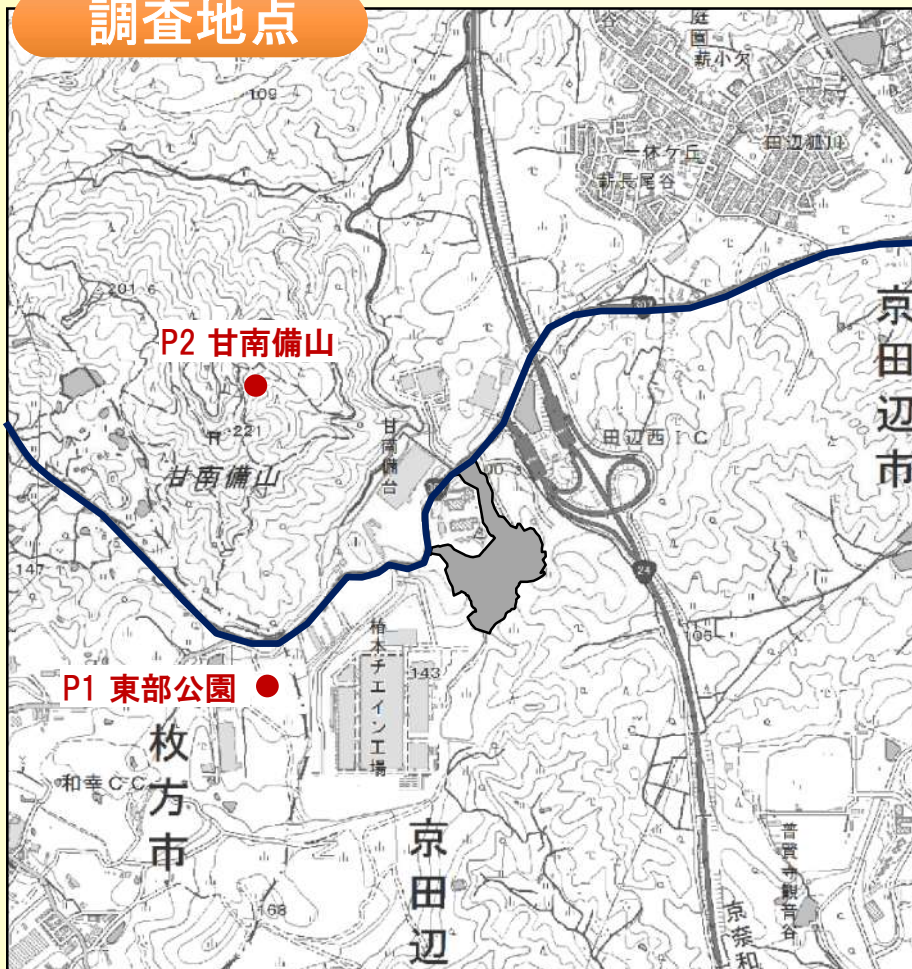 調査地点
谷
庭園
薪小欠
109
一休ケ丘
薪長尾谷
田辺狐川
京田辺市
201.6
P2 甘南備山
221
甘南備台
田辺西IC
甘南備山
147
24
105
P1 東部公園
椿本チエイン工場
143
枚方市
和幸CC
京田辺
普賢寺観音谷
168
京奈和